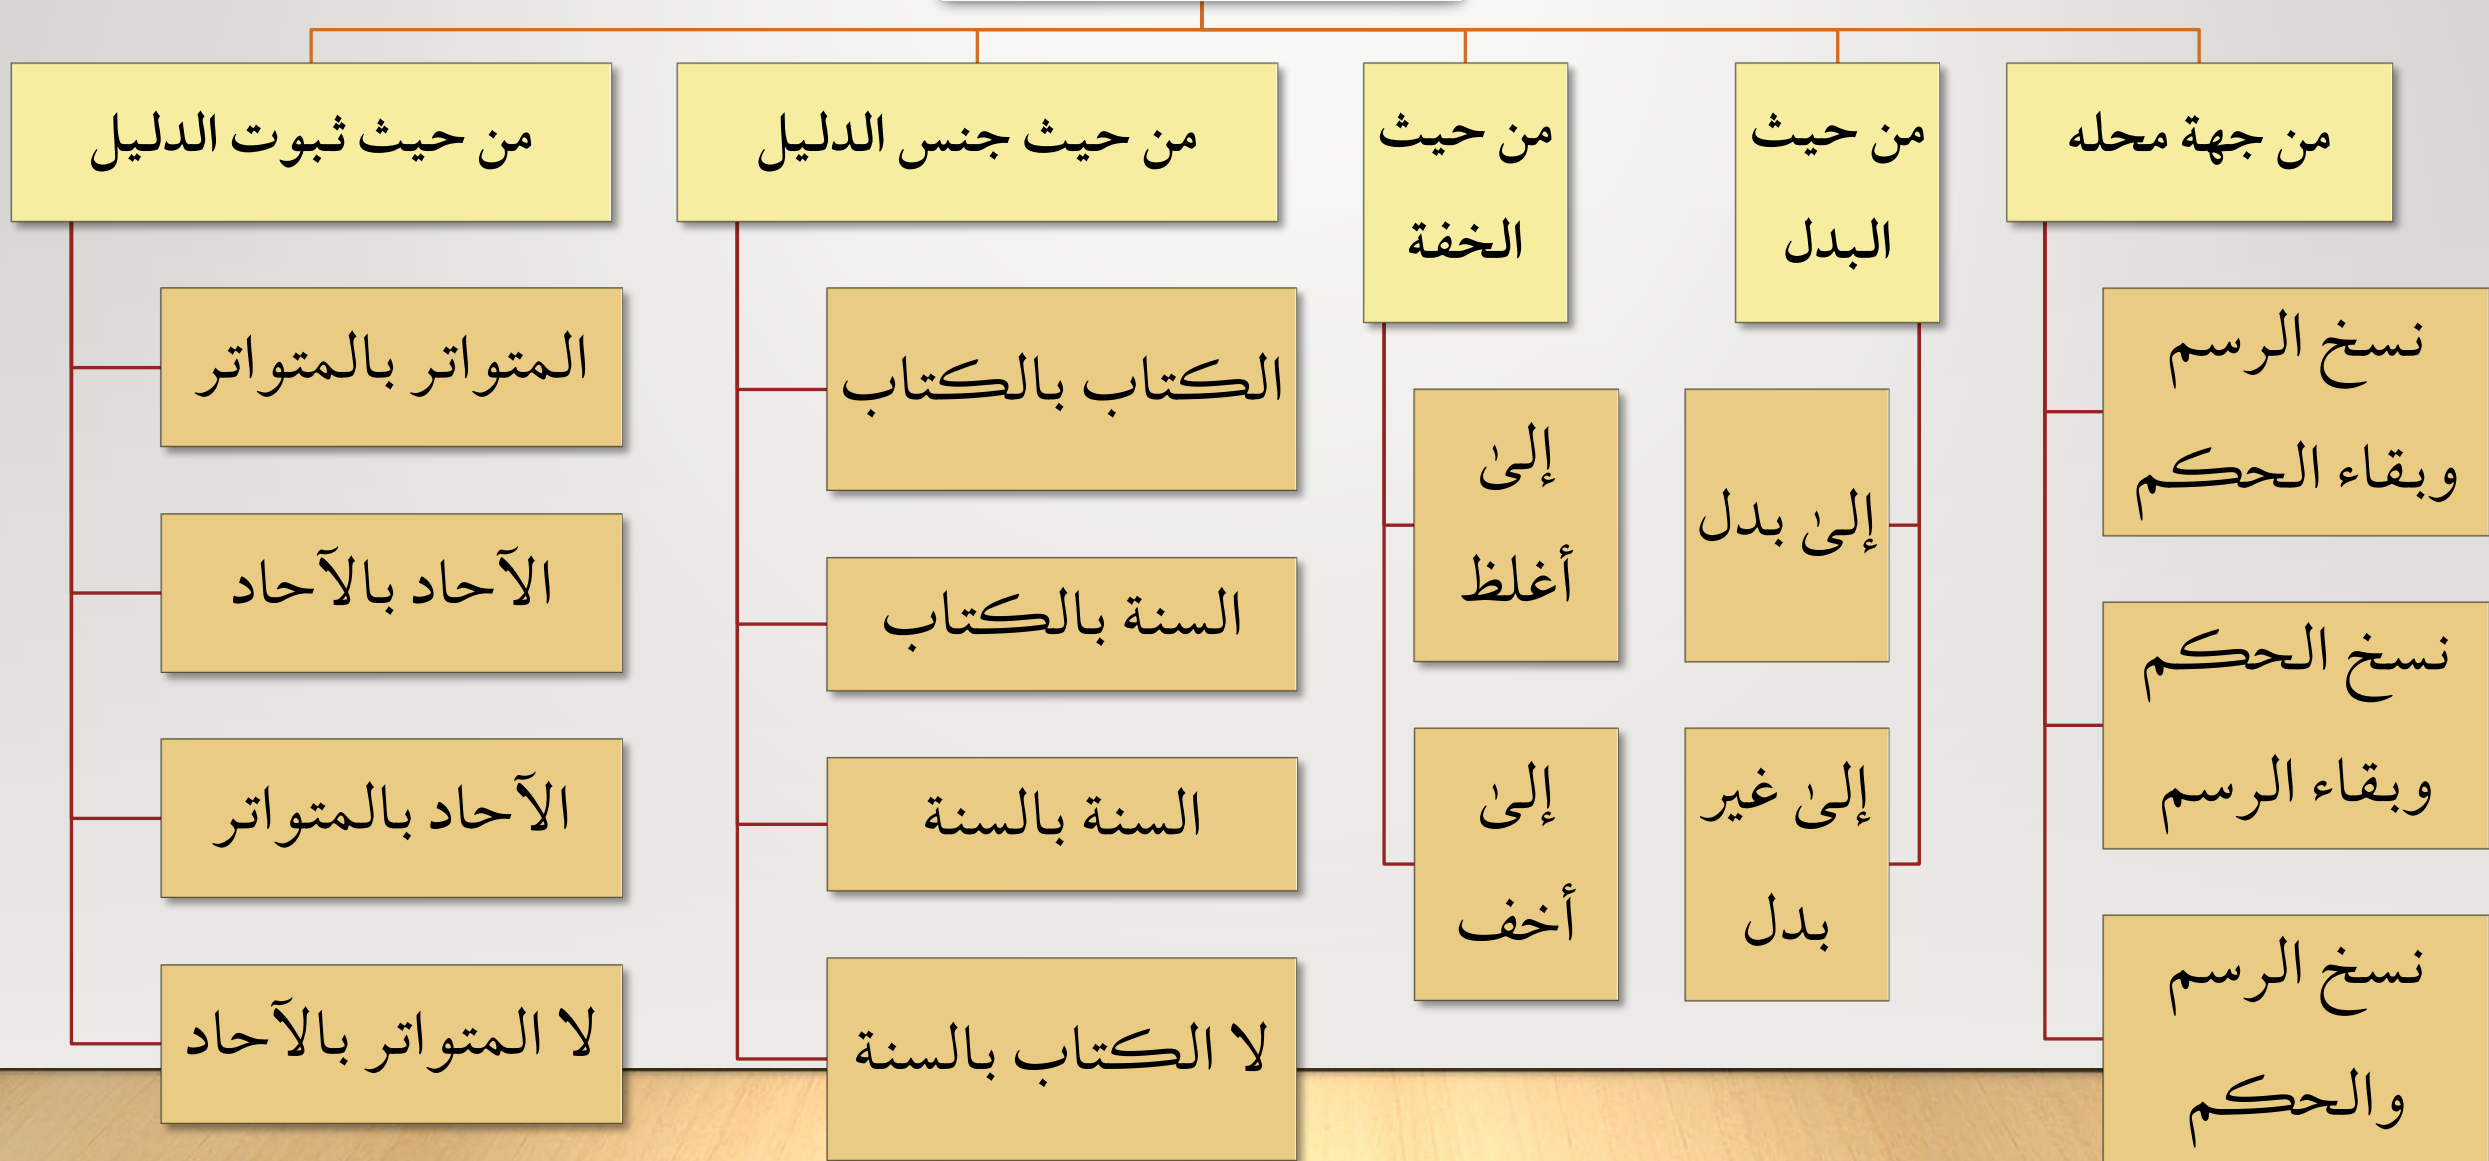 من جهة محله
نسخ الرسم
وبقاء الحكم
نسخ الحكم
وبقاء الرسم
نسخ الرسم
والحكم
من حيث
البدل
إلىٰ بدل
إلىٰ غير
بدل
من حيث
الخفة
إلىٰ
أغلظ
إلىٰ
أخف
من حيث جنس الدليل
الكتاب بالكتاب
السنة بالكتاب
السنة بالسنة
لا الكتاب بالسنة
من حيث ثبوت الدليل
المتواتر بالمتواتر
الآحاد بالآحاد
الآحاد بالمتواتر
لا المتواتر بالآحاد